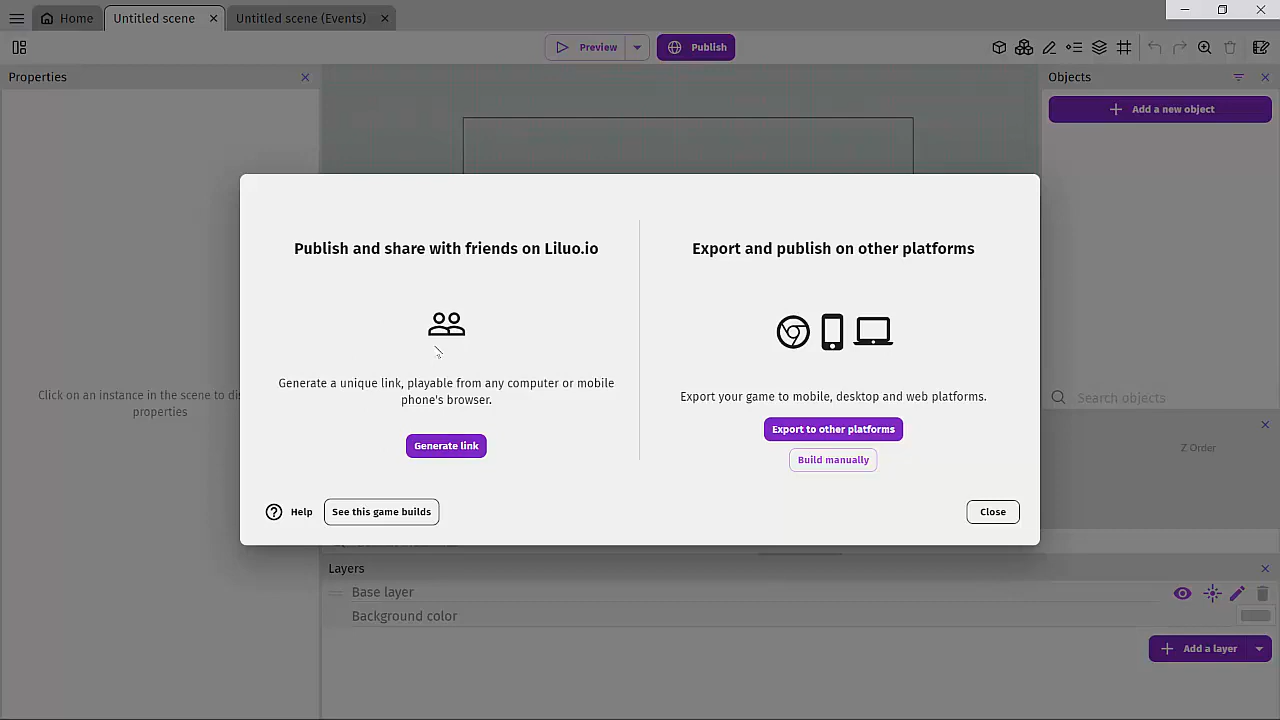 Home
Untitled scene
Untitled scene (Events)
Preview
Publish
Properties
Objects
Add a new object
Publish and share with friends on Liluo.io
Export and publish on other platforms
Generate a unique link, playable from any computer or mobile
phone's browser.
Export your game to mobile, desktop and web platforms.
Generate link
Export to other platforms
Build manually
Help
See this game builds
Close
Click on an instance in the scene to dis
properties
Search objects
Z Order
Layers
Base layer
Background color
Add a layer